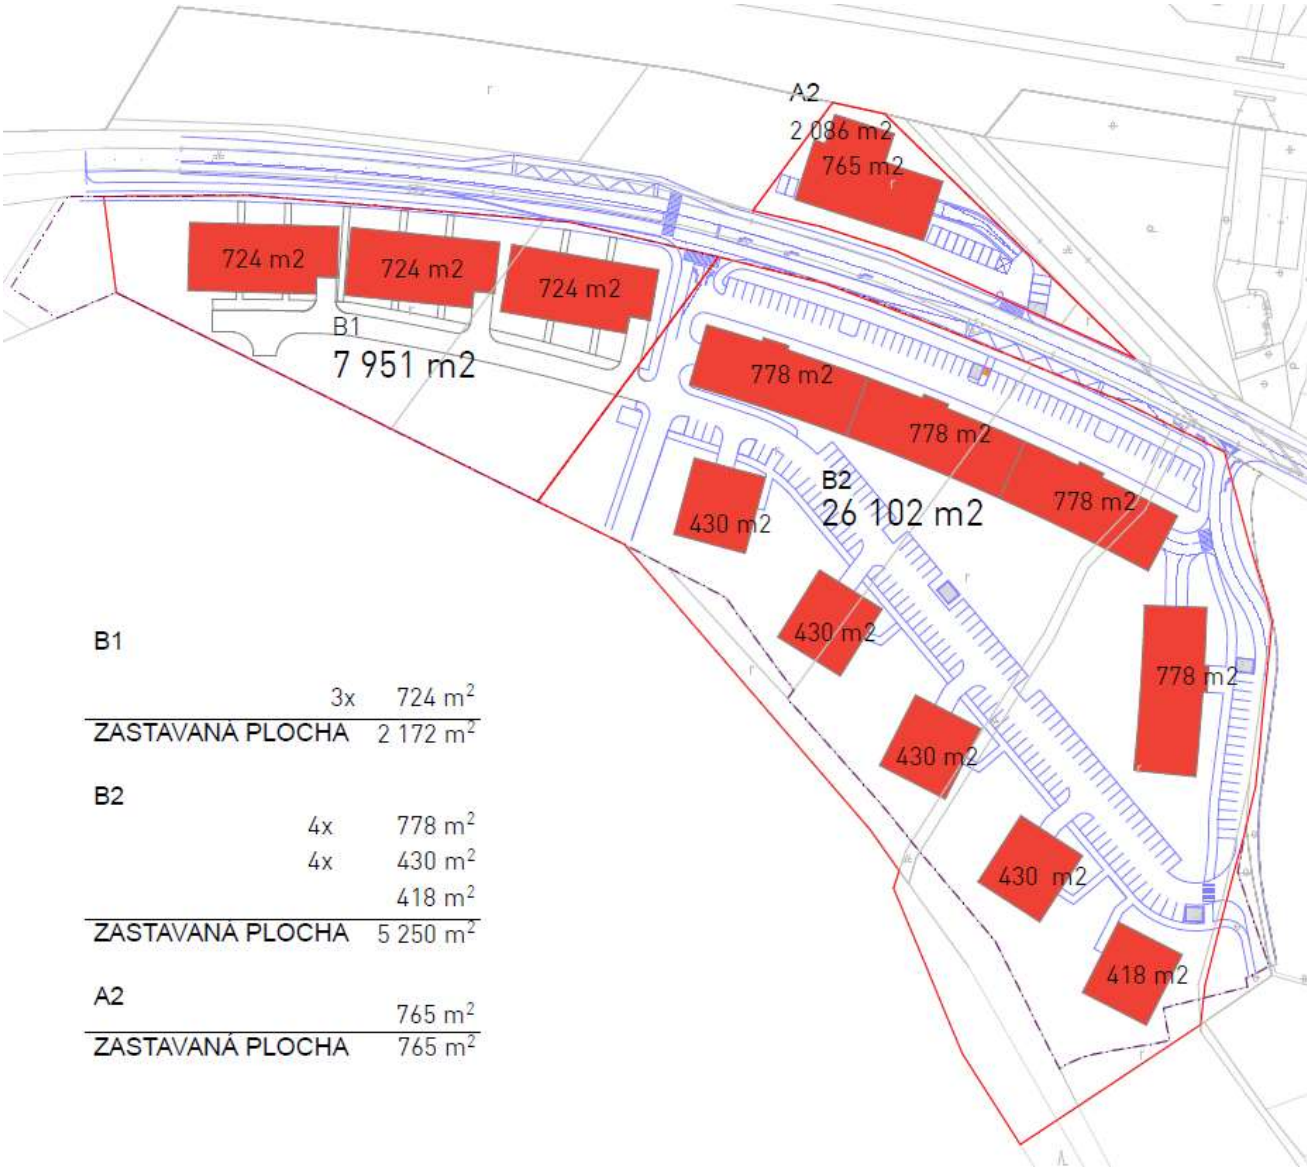 A2
2 086 m2
765 m2
724 m2
724 m2
724 m2
B1
7 951 m2
778 m2
778 m2
778 m2
B2
26 102 m2
430 m2
430 m2
430 m2
430 m2
778 m2
418 m2
B1
3x 724 m²
ZASTAVANÁ PLOCHA 2 172 m²
B2
4x 778 m²
4x 430 m²
418 m²
ZASTAVANÁ PLOCHA 5 250 m²
A2
765 m²
ZASTAVANÁ PLOCHA 765 m²